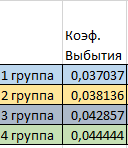 Коэф.
Выбытия
1 группа 0,037037
2 группа 0,038136
3 группа 0,042857
4 группа 0,044444